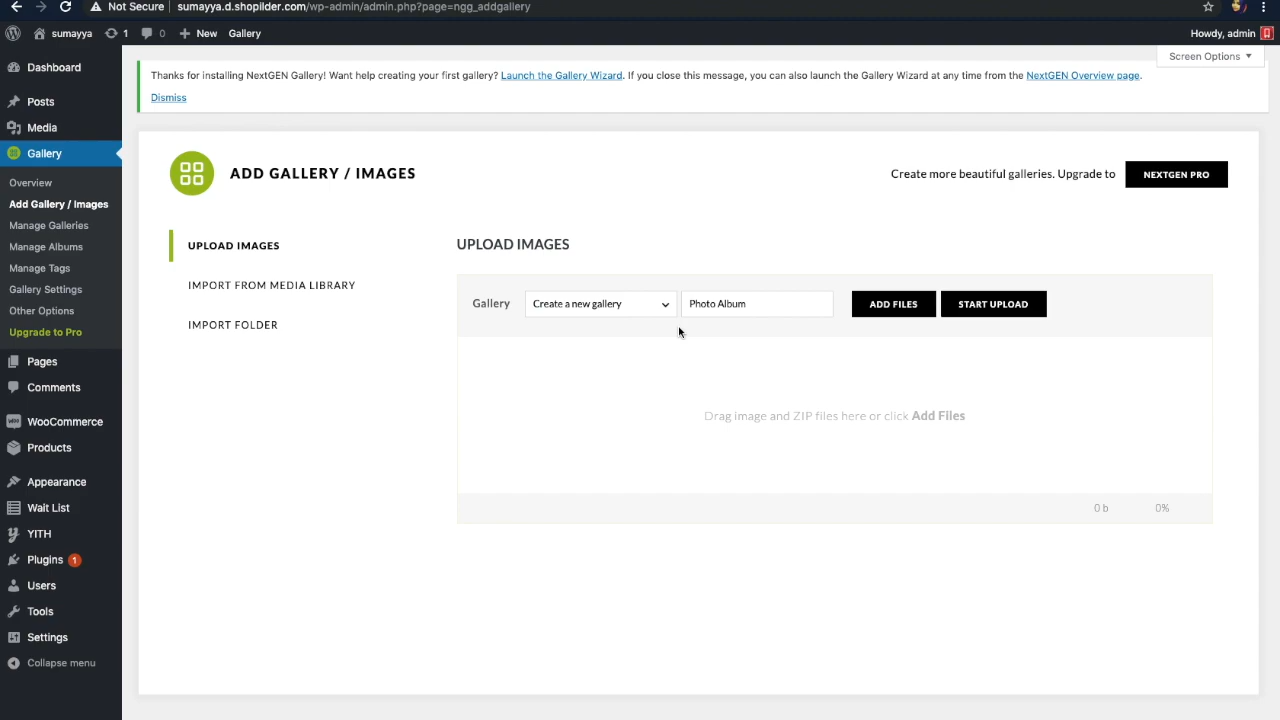 Not Secure sumayya.d.shopilder.com/wp-admin/admin.php?page=ngg_addgallery
sumayya 1 0 New Gallery Howdy, admin
Screen Options
Dashboard
Posts
Media
Gallery
Overview
Add Gallery / Images
Manage Galleries
Manage Albums
Manage Tags
Gallery Settings
Other Options
Upgrade to Pro
Pages
Comments
WooCommerce
Products
Appearance
Wait List
YITH
Plugins 1
Users
Tools
Settings
Collapse menu
Thanks for installing NextGEN Gallery! Want help creating your first gallery? Launch the Gallery Wizard. If you close this message, you can also launch the Gallery Wizard at any time from the NextGEN Overview page.
Dismiss
ADD GALLERY / IMAGES
Create more beautiful galleries. Upgrade to NEXTGEN PRO
UPLOAD IMAGES
IMPORT FROM MEDIA LIBRARY
IMPORT FOLDER
UPLOAD IMAGES
Gallery Create a new gallery Photo Album ADD FILES START UPLOAD
Drag image and ZIP files here or click Add Files
0 b 0%